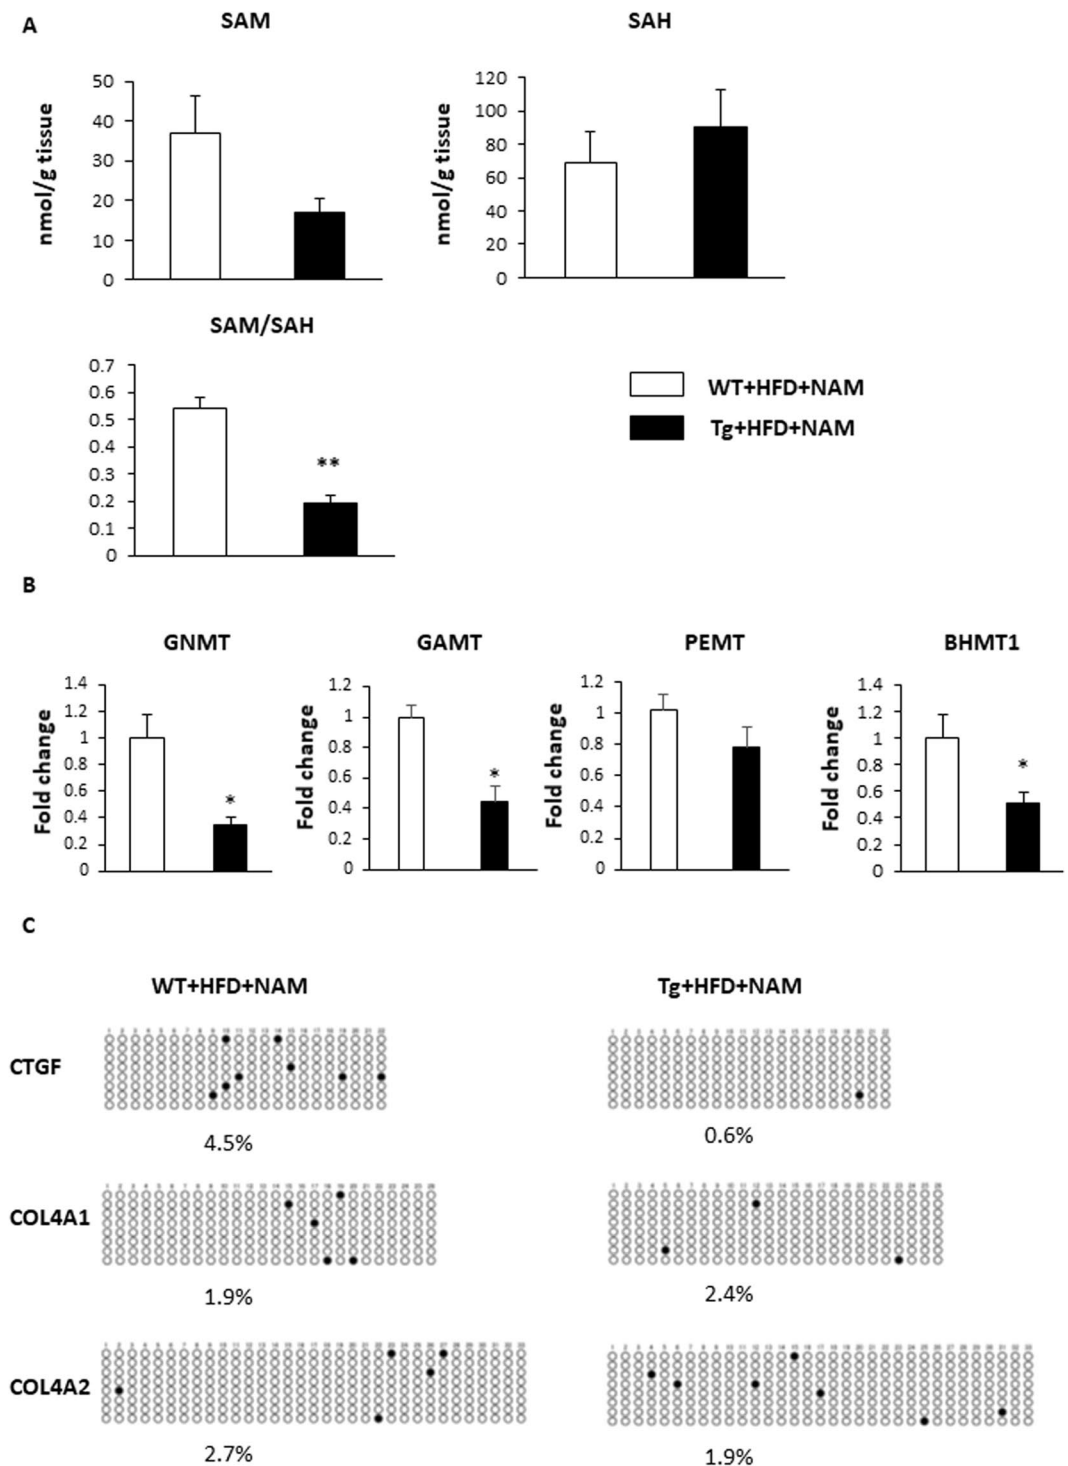 A
SAM
SAH
nmol/g tissue
50
40
30
20
10
0
nmol/g tissue
120
100
80
60
40
20
0
SAM/SAH
0.7
0.6
0.5
0.4
0.3
0.2
0.1
0
**
WT+HFD+NAM
Tg+HFD+NAM
B
GNMT
GAMT
PEMT
BHMT1
Fold change
1.4
1.2
1
0.8
0.6
0.4
0.2
0
*
Fold change
1.2
1
0.8
0.6
0.4
0.2
0
*
Fold change
1.2
1
0.8
0.6
0.4
0.2
0
Fold change
1.4
1.2
1
0.8
0.6
0.4
0.2
0
*
C
WT+HFD+NAM
Tg+HFD+NAM
CTGF
4.5%
0.6%
COL4A1
1.9%
2.4%
COL4A2
2.7%
1.9%